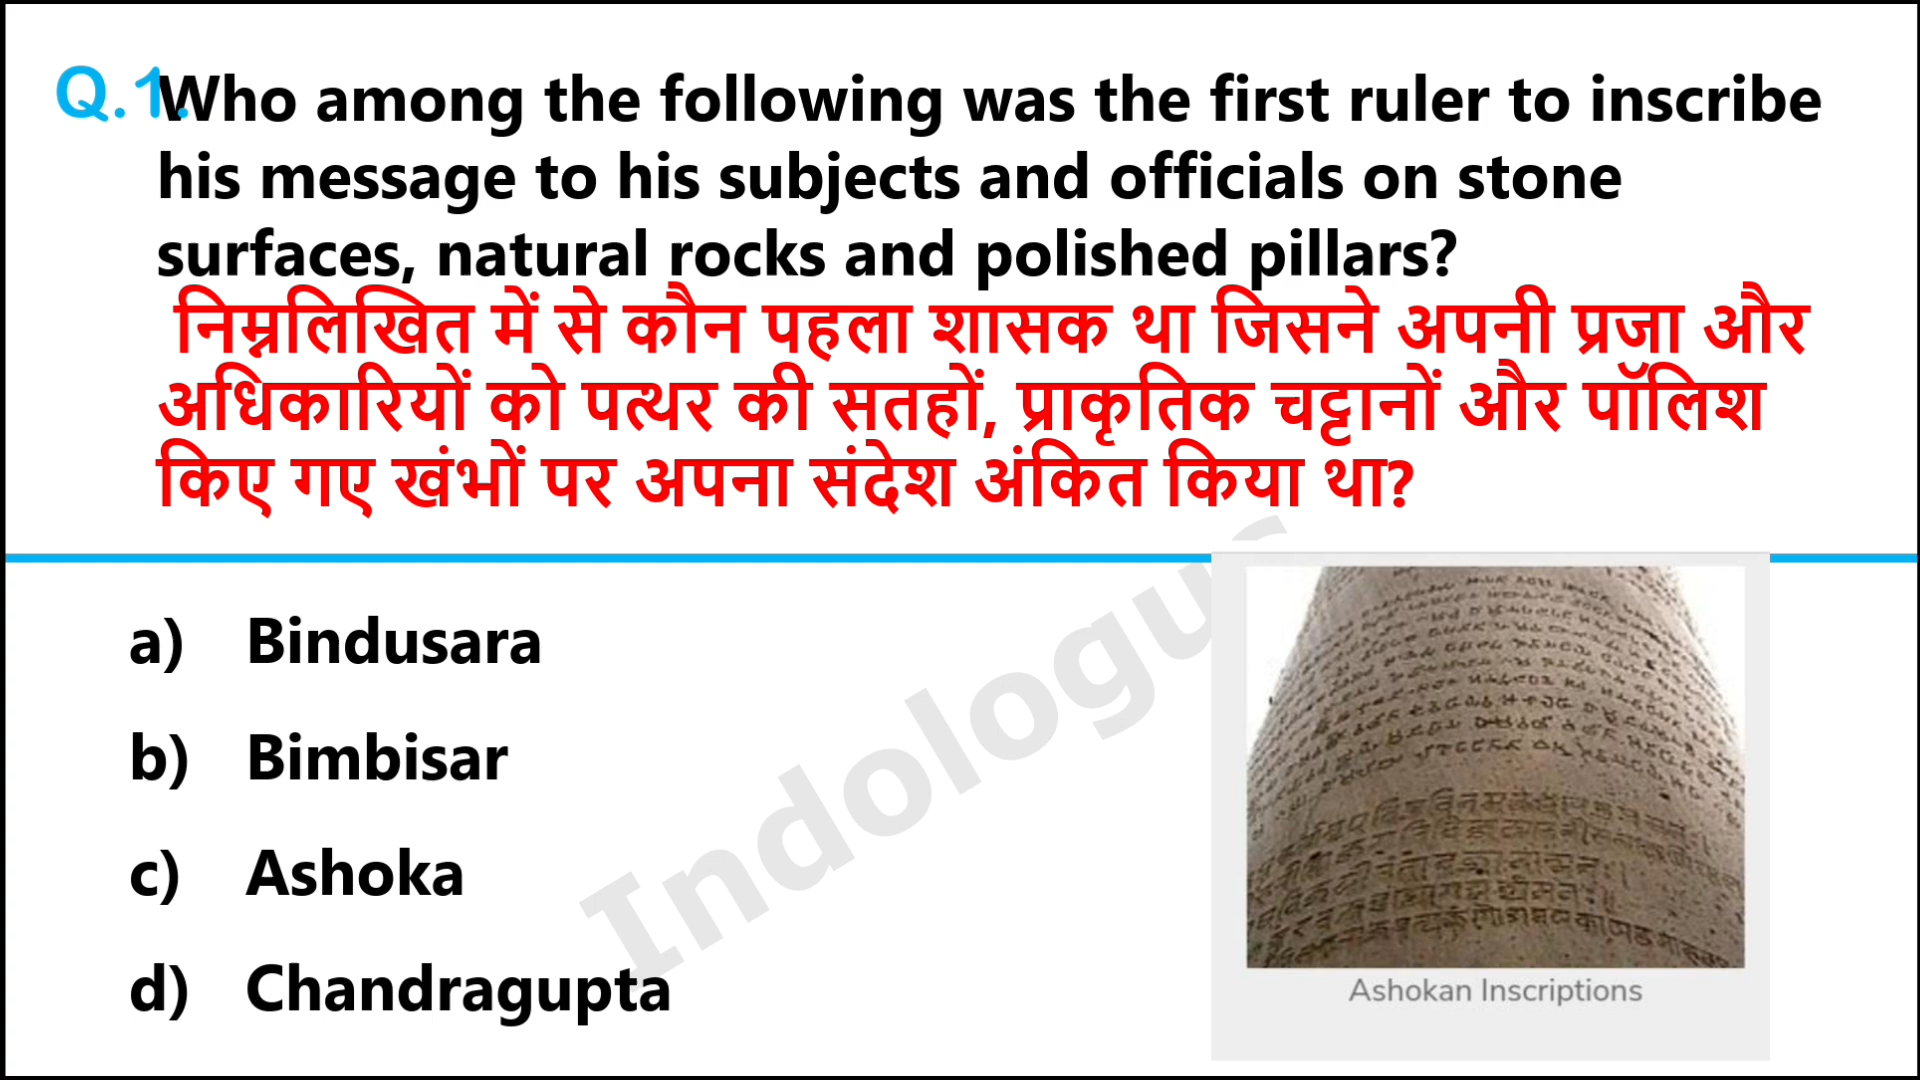 Q.1.
Who among the following was the first ruler to inscribe
his message to his subjects and officials on stone
surfaces, natural rocks and polished pillars?
निम्नलिखित में से कौन पहला शासक था जिसने अपनी प्रजा और
अधिकारियों को पत्थर की सतहों, प्राकृतिक चट्टानों और पॉलिश
किए गए खंभों पर अपना संदेश अंकित किया था?
a) Bindusara
b) Bimbisar
c) Ashoka
d) Chandragupta
Ashokan Inscriptions